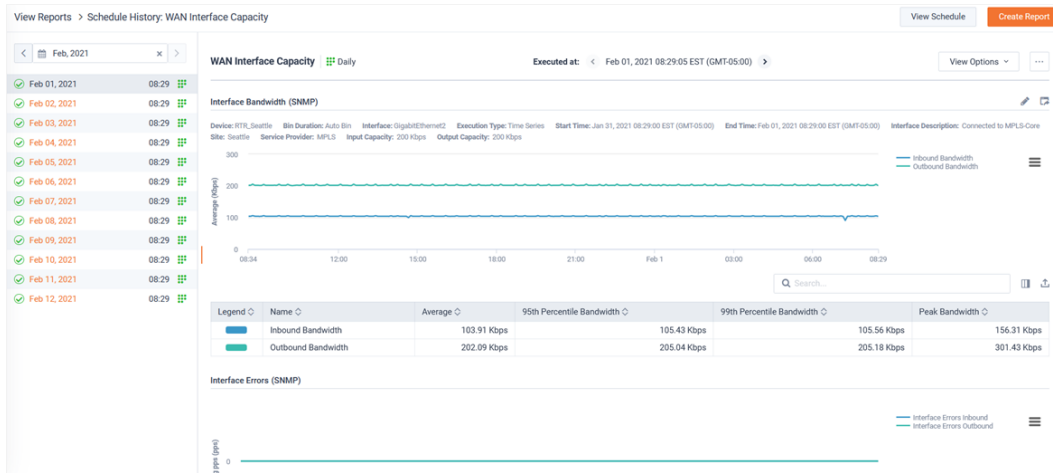 View Reports > Schedule History: WAN Interface Capacity
View Schedule
Create Report
Feb, 2021
WAN Interface Capacity
Daily
Executed at: Feb 01, 2021 08:29:05 EST (GMT-05:00)
View Options
Feb 01, 2021 08:29
Feb 02, 2021 08:29
Feb 03, 2021 08:29
Feb 04, 2021 08:29
Feb 05, 2021 08:29
Feb 06, 2021 08:29
Feb 07, 2021 08:29
Feb 08, 2021 08:29
Feb 09, 2021 08:29
Feb 10, 2021 08:29
Feb 11, 2021 08:29
Feb 12, 2021 08:29
Interface Bandwidth (SNMP)
Device: RTR_Seattle Bin Duration: Auto Bin Interface: GigabitEthernet2 Execution Type: Time Series Start Time: Jan 31, 2021 08:29:00 EST (GMT-05:00) End Time: Feb 01, 2021 08:29:00 EST (GMT-05:00) Interface Description: Connected to MPLS-Core
Site: Seattle Service Provider: MPLS Input Capacity: 200 Kbps Output Capacity: 200 Kbps
Average (Kbps)
300
200
100
0
08:34 12:00 15:00 18:00 21:00 Feb 1 03:00 06:00 08:29
Inbound Bandwidth
Outbound Bandwidth
Search...
Legend Name Average 95th Percentile Bandwidth 99th Percentile Bandwidth Peak Bandwidth
Inbound Bandwidth 103.91 Kbps 105.43 Kbps 105.56 Kbps 156.31 Kbps
Outbound Bandwidth 202.09 Kbps 205.04 Kbps 205.18 Kbps 301.43 Kbps
Interface Errors (SNMP)
Interface Errors Inbound
Interface Errors Outbound
pps (pps)
0